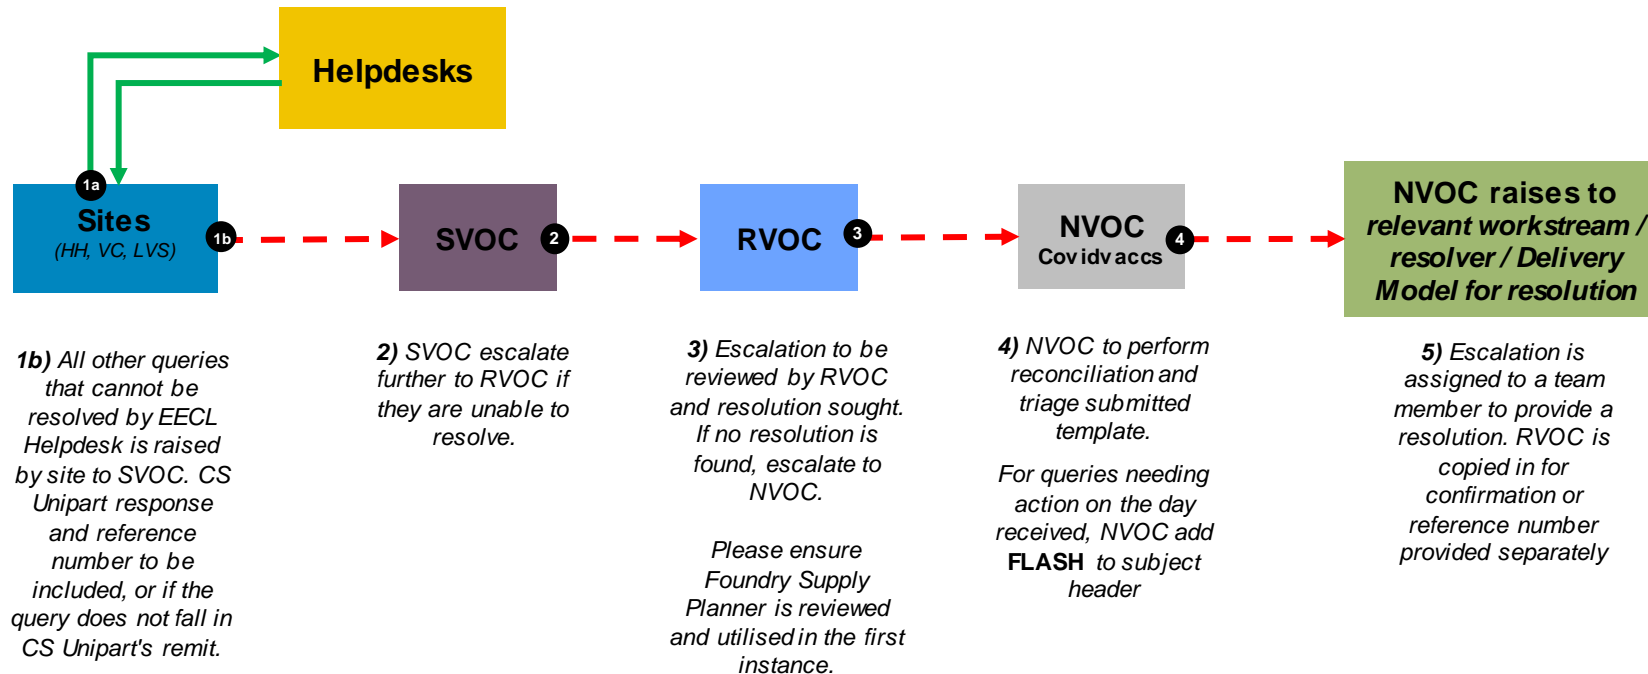 Helpdesks
1a
Sites
(HH, VC, LVS)
1b
SVOC
2
RVOC
3
NVOC
Covidvaccs
4
NVOC raises to
relevant workstream /
resolver / Delivery
Model for resolution
1b) All other queries
that cannot be
resolved by EECL
Helpdesk is raised
by site to SVOC. CS
Unipart response
and reference
number to be
included, or if the
query does not fall in
CS Unipart's remit.
2) SVOC escalate
further to RVOC if
they are unable to
resolve.
3) Escalation to be
reviewed by RVOC
and resolution sought.
If no resolution is
found, escalate to
NVOC.
Please ensure
Foundry Supply
Planner is reviewed
and utilised in the first
instance.
4) NVOC to perform
reconciliation and
triage submitted
template.
For queries needing
action on the day
received, NVOC add
FLASH to subject
header
5) Escalation is
assigned to a team
member to provide a
resolution. RVOC is
copied in for
confirmation or
reference number
provided separately